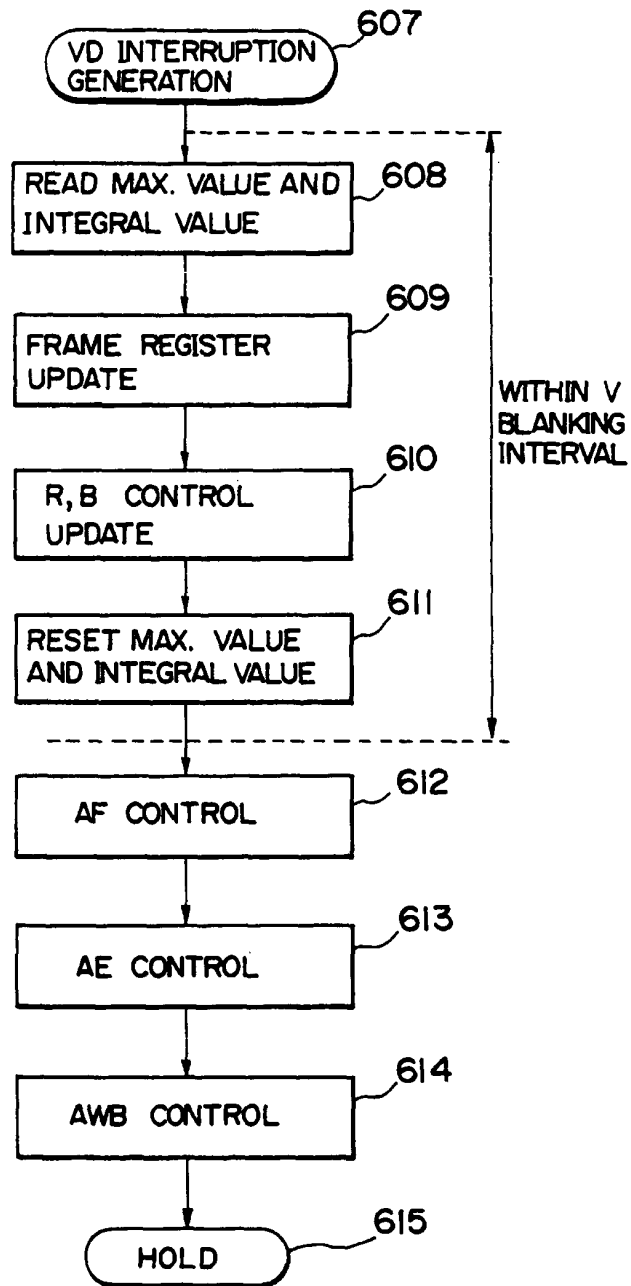 607
VD INTERRUPTION
GENERATION
READ MAX. VALUE AND
INTEGRAL VALUE
608
FRAME REGISTER
UPDATE
609
WITHIN V
BLANKING
INTERVAL
R, B CONTROL
UPDATE
610
RESET MAX. VALUE
AND INTEGRAL VALUE
611
AF CONTROL
612
AE CONTROL
613
AWB CONTROL
614
HOLD
615